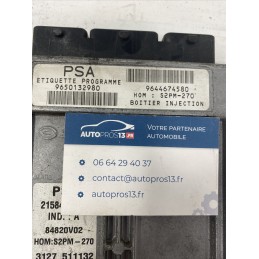 PSA
ETIQUETTE PROGRAMME
9650132980
9644674580
HOM: S2PM-270
BOITIER INJECTION
AUTOPROS13.FR
VOTRE PARTENAIRE
AUTOMOBILE
06 64 29 40 37
contact@autopros13.fr
autopros13.fr
P
2158
IND.: A
84820V02
HOM:S2PM-270
3127 511132